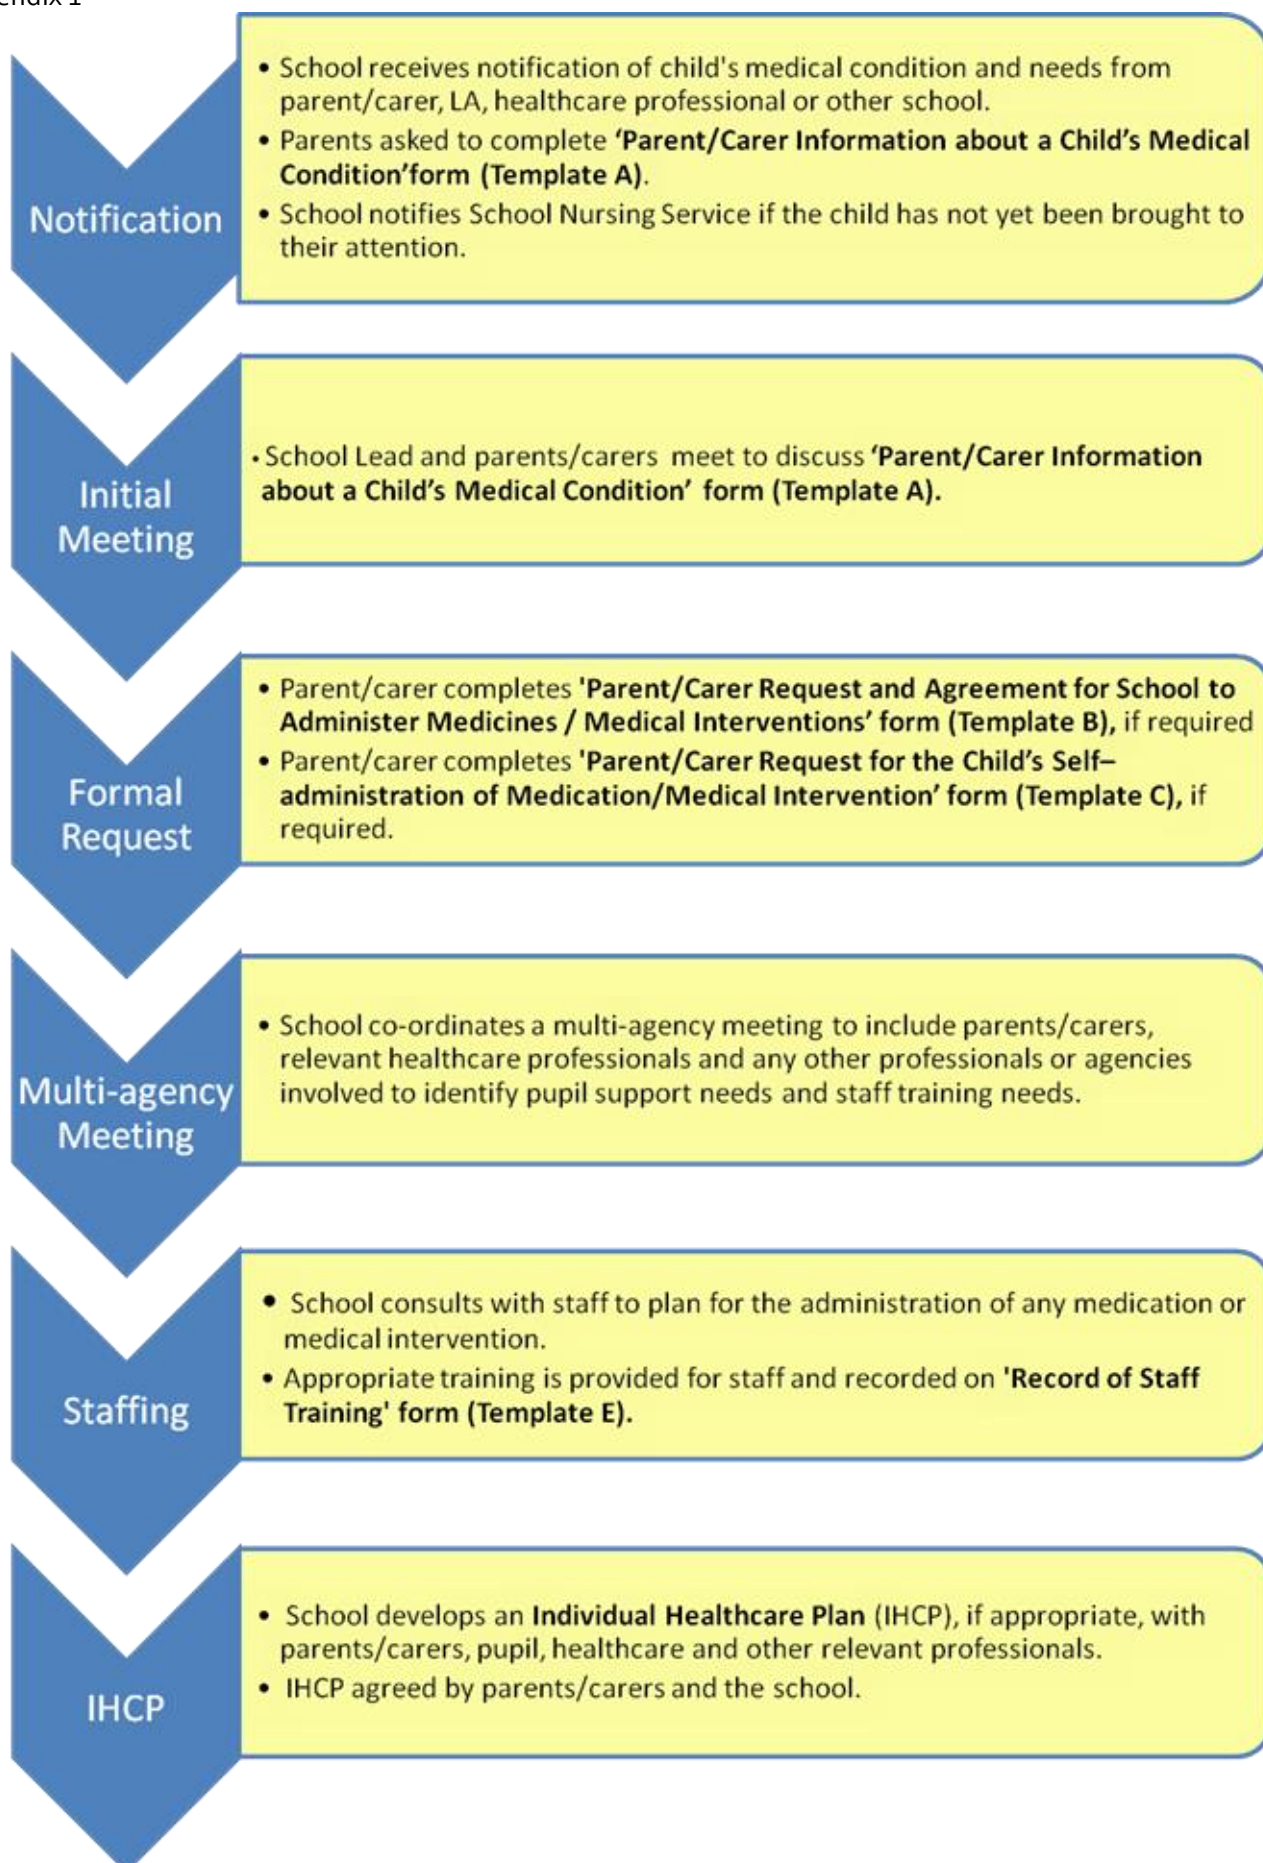 Notification
• School receives notification of child's medical condition and needs from
parent/carer, LA, healthcare professional or other school.
• Parents asked to complete ‘Parent/Carer Information about a Child’s Medical
Condition’form (Template A).
• School notifies School Nursing Service if the child has not yet been brought to
their attention.
Initial
Meeting
• School Lead and parents/carers meet to discuss ‘Parent/Carer Information
about a Child’s Medical Condition’ form (Template A).
Formal
Request
• Parent/carer completes 'Parent/Carer Request and Agreement for School to
Administer Medicines / Medical Interventions’ form (Template B), if required
• Parent/carer completes 'Parent/Carer Request for the Child’s Self–
administration of Medication/Medical Intervention’ form (Template C), if
required.
Multi-agency
Meeting
• School co-ordinates a multi-agency meeting to include parents/carers,
relevant healthcare professionals and any other professionals or agencies
involved to identify pupil support needs and staff training needs.
Staffing
• School consults with staff to plan for the administration of any medication or
medical intervention.
• Appropriate training is provided for staff and recorded on 'Record of Staff
Training' form (Template E).
IHCP
• School develops an Individual Healthcare Plan (IHCP), if appropriate, with
parents/carers, pupil, healthcare and other relevant professionals.
• IHCP agreed by parents/carers and the school.